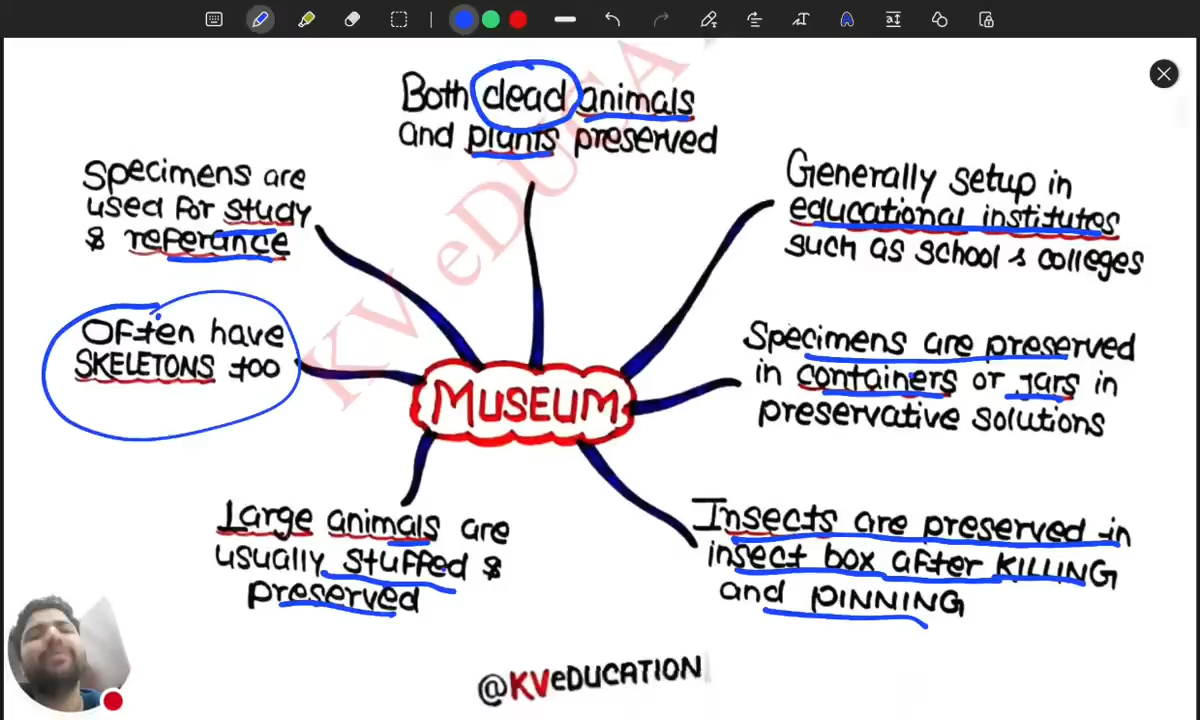 Both dead animals
and plants preserved
Specimens are
used for study
& referance
Generally setup in
educational institutes
such as school & colleges
Often have
SKELETONS too
MUSEUM
Specimens are preserved
in containers or jars in
preservative solutions
Large animals are
usually stuffed &
preserved
Insects are preserved in
insect box after KILLING
and PINNING
@KVeDUCATION
KV eDUCA